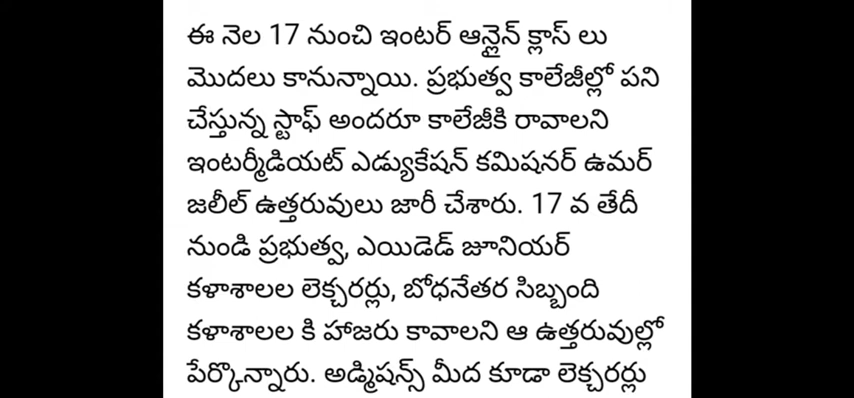 ఈ నెల 17 నుంచి ఇంటర్ ఆన్లైన్ క్లాస్ లు
మొదలు కానున్నాయి. ప్రభుత్వ కాలేజీల్లో పని
చేస్తున్న స్టాఫ్ అందరూ కాలేజీకి రావాలని
ఇంటర్మీడియట్ ఎడ్యుకేషన్ కమిషనర్ ఉమర్
జలీల్ ఉత్తరువులు జారీ చేశారు. 17 వ తేదీ
నుండి ప్రభుత్వ, ఎయిడెడ్ జూనియర్
కళాశాలల లెక్చరర్లు, బోధనేతర సిబ్బంది
కళాశాలల కి హాజరు కావాలని ఆ ఉత్తరువుల్లో
పేర్కొన్నారు. అడ్మిషన్స్ మీద కూడా లెక్చరర్లు